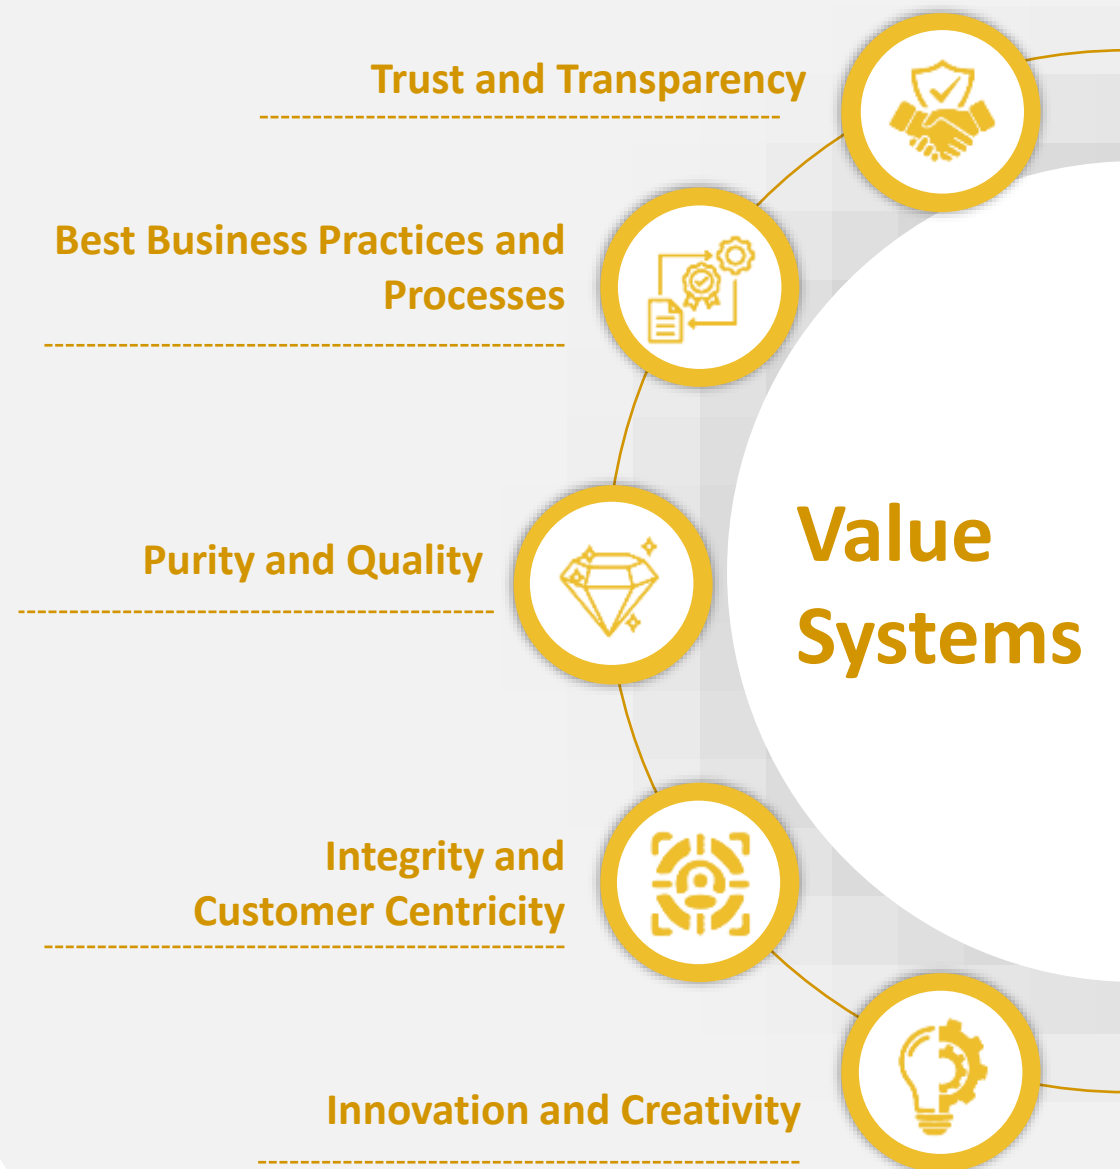 Trust and Transparency
Best Business Practices and
Processes
Purity and Quality
Value
Systems
Integrity and
Customer Centricity
Innovation and Creativity